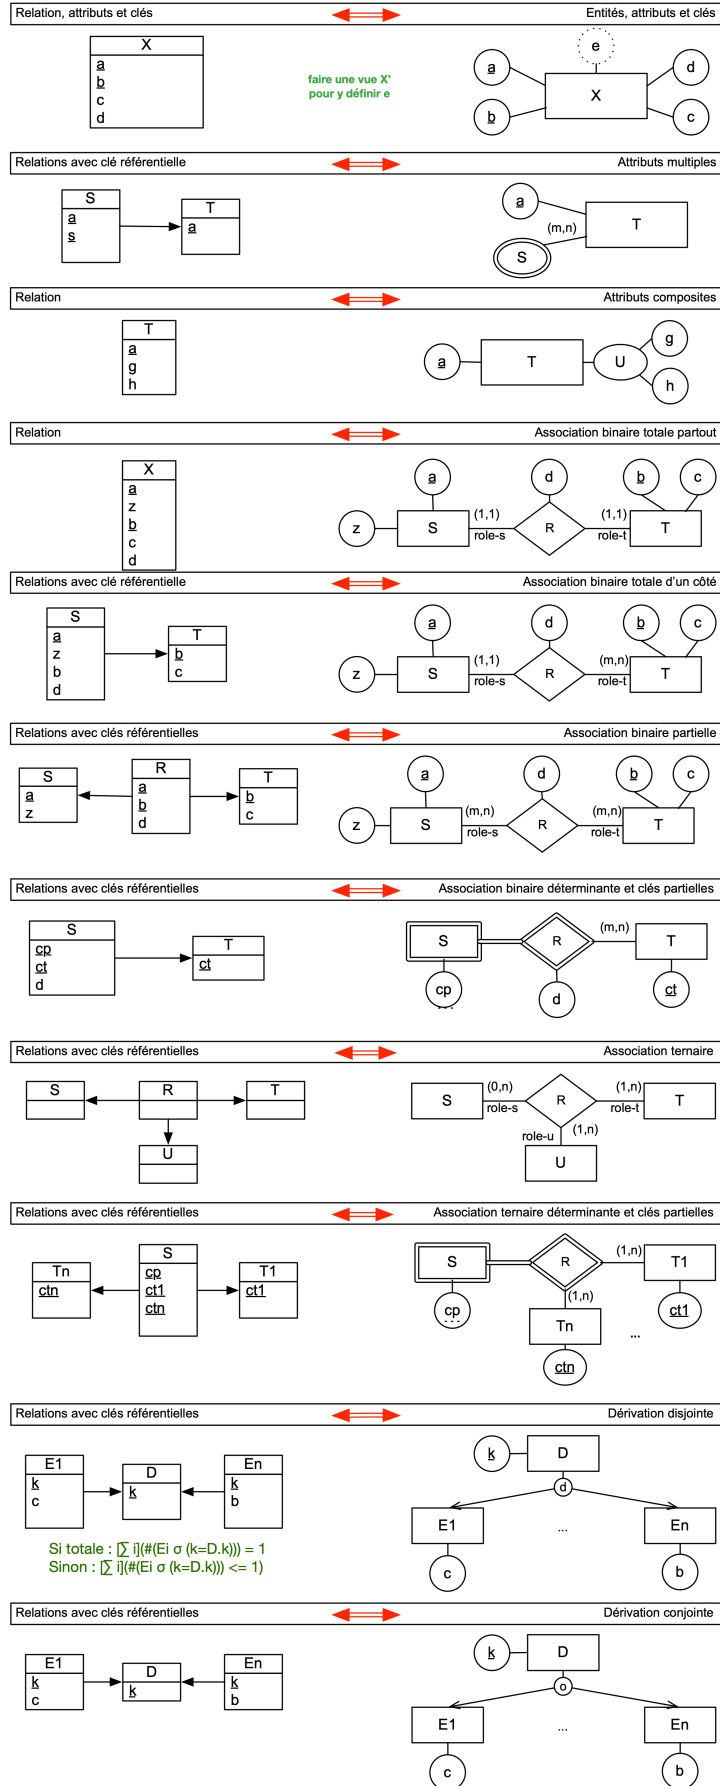 Relation, attributs et clés
Entités, attributs et clés
X
a
b
c
d
faire une vue X'
pour y définir e
e
a
d
X
b
c
Relations avec clé référentielle
Attributs multiples
S
a
s
T
a
a
(m,n)
T
S
Relation
Attributs composites
T
a
g
h
a
T
U
g
h
Relation
Association binaire totale partout
X
a
z
b
c
d
a
d
b
c
z
S
(1,1)
role-s
R
(1,1)
role-t
T
Relations avec clé référentielle
Association binaire totale d'un côté
S
a
z
b
d
T
b
c
a
d
b
c
z
S
(1,1)
role-s
R
(m,n)
role-t
T
Relations avec clés référentielles
Association binaire partielle
S
a
z
R
a
b
d
T
b
c
a
d
b
c
z
S
(m,n)
role-s
R
(m,n)
role-t
T
Relations avec clés référentielles
Association binaire déterminante et clés partielles
S
cp
ct
d
T
ct
S
R
(m,n)
T
cp
d
ct
Relations avec clés référentielles
Association ternaire
S
R
T
U
S
(0,n)
role-s
R
(1,n)
role-t
T
role-u
(1,n)
U
Relations avec clés référentielles
Association ternaire déterminante et clés partielles
Tn
ctn
S
cp
ct1
ctn
T1
ct1
S
R
(1,n)
T1
cp
(1,n)
ct1
Tn
...
ctn
Relations avec clés référentielles
Dérivation disjointe
E1
k
c
D
k
En
k
b
Si totale : [∑ i](#(Ei σ (k=D.k))) = 1
Sinon : [∑ i](#(Ei σ (k=D.k))) <= 1)
k
D
d
E1
...
En
c
b
Relations avec clés référentielles
Dérivation conjointe
E1
k
c
D
k
En
k
b
k
D
o
E1
...
En
c
b